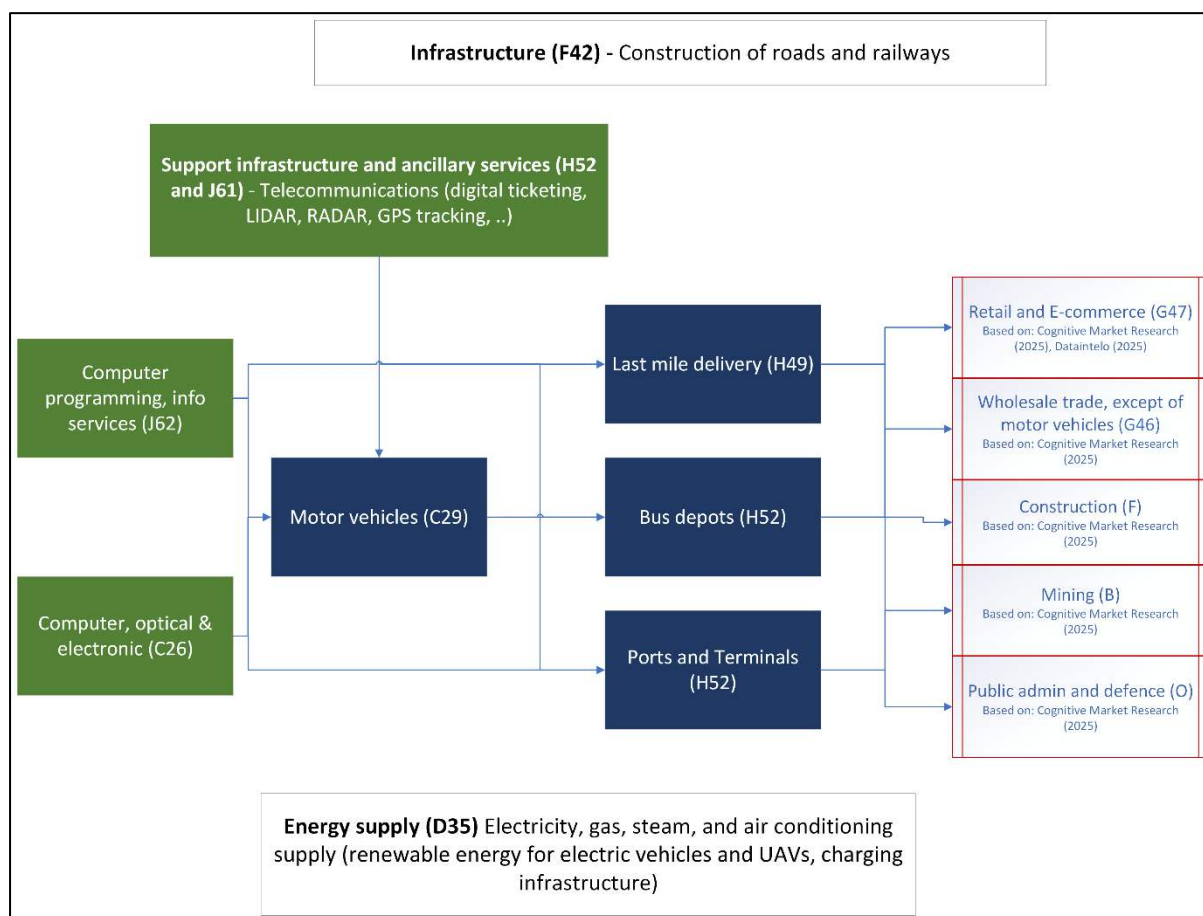 Infrastructure (F42) - Construction of roads and railways
Support infrastructure and ancillary services (H52
and J61) - Telecommunications (digital ticketing,
LIDAR, RADAR, GPS tracking, ..)
Computer
programming, info
services (J62)
Computer, optical &
electronic (C26)
Motor vehicles (C29)
Last mile delivery (H49)
Bus depots (H52)
Ports and Terminals
(H52)
Retail and E-commerce (G47)
Based on: Cognitive Market Research
(2025), Dataintelo (2025)
Wholesale trade, except of
motor vehicles (G46)
Based on: Cognitive Market Research
(2025)
Construction (F)
Based on: Cognitive Market Research
(2025)
Mining (B)
Based on: Cognitive Market Research
(2025)
Public admin and defence (O)
Based on: Cognitive Market Research
(2025)
Energy supply (D35) Electricity, gas, steam, and air conditioning
supply (renewable energy for electric vehicles and UAVs, charging
infrastructure)